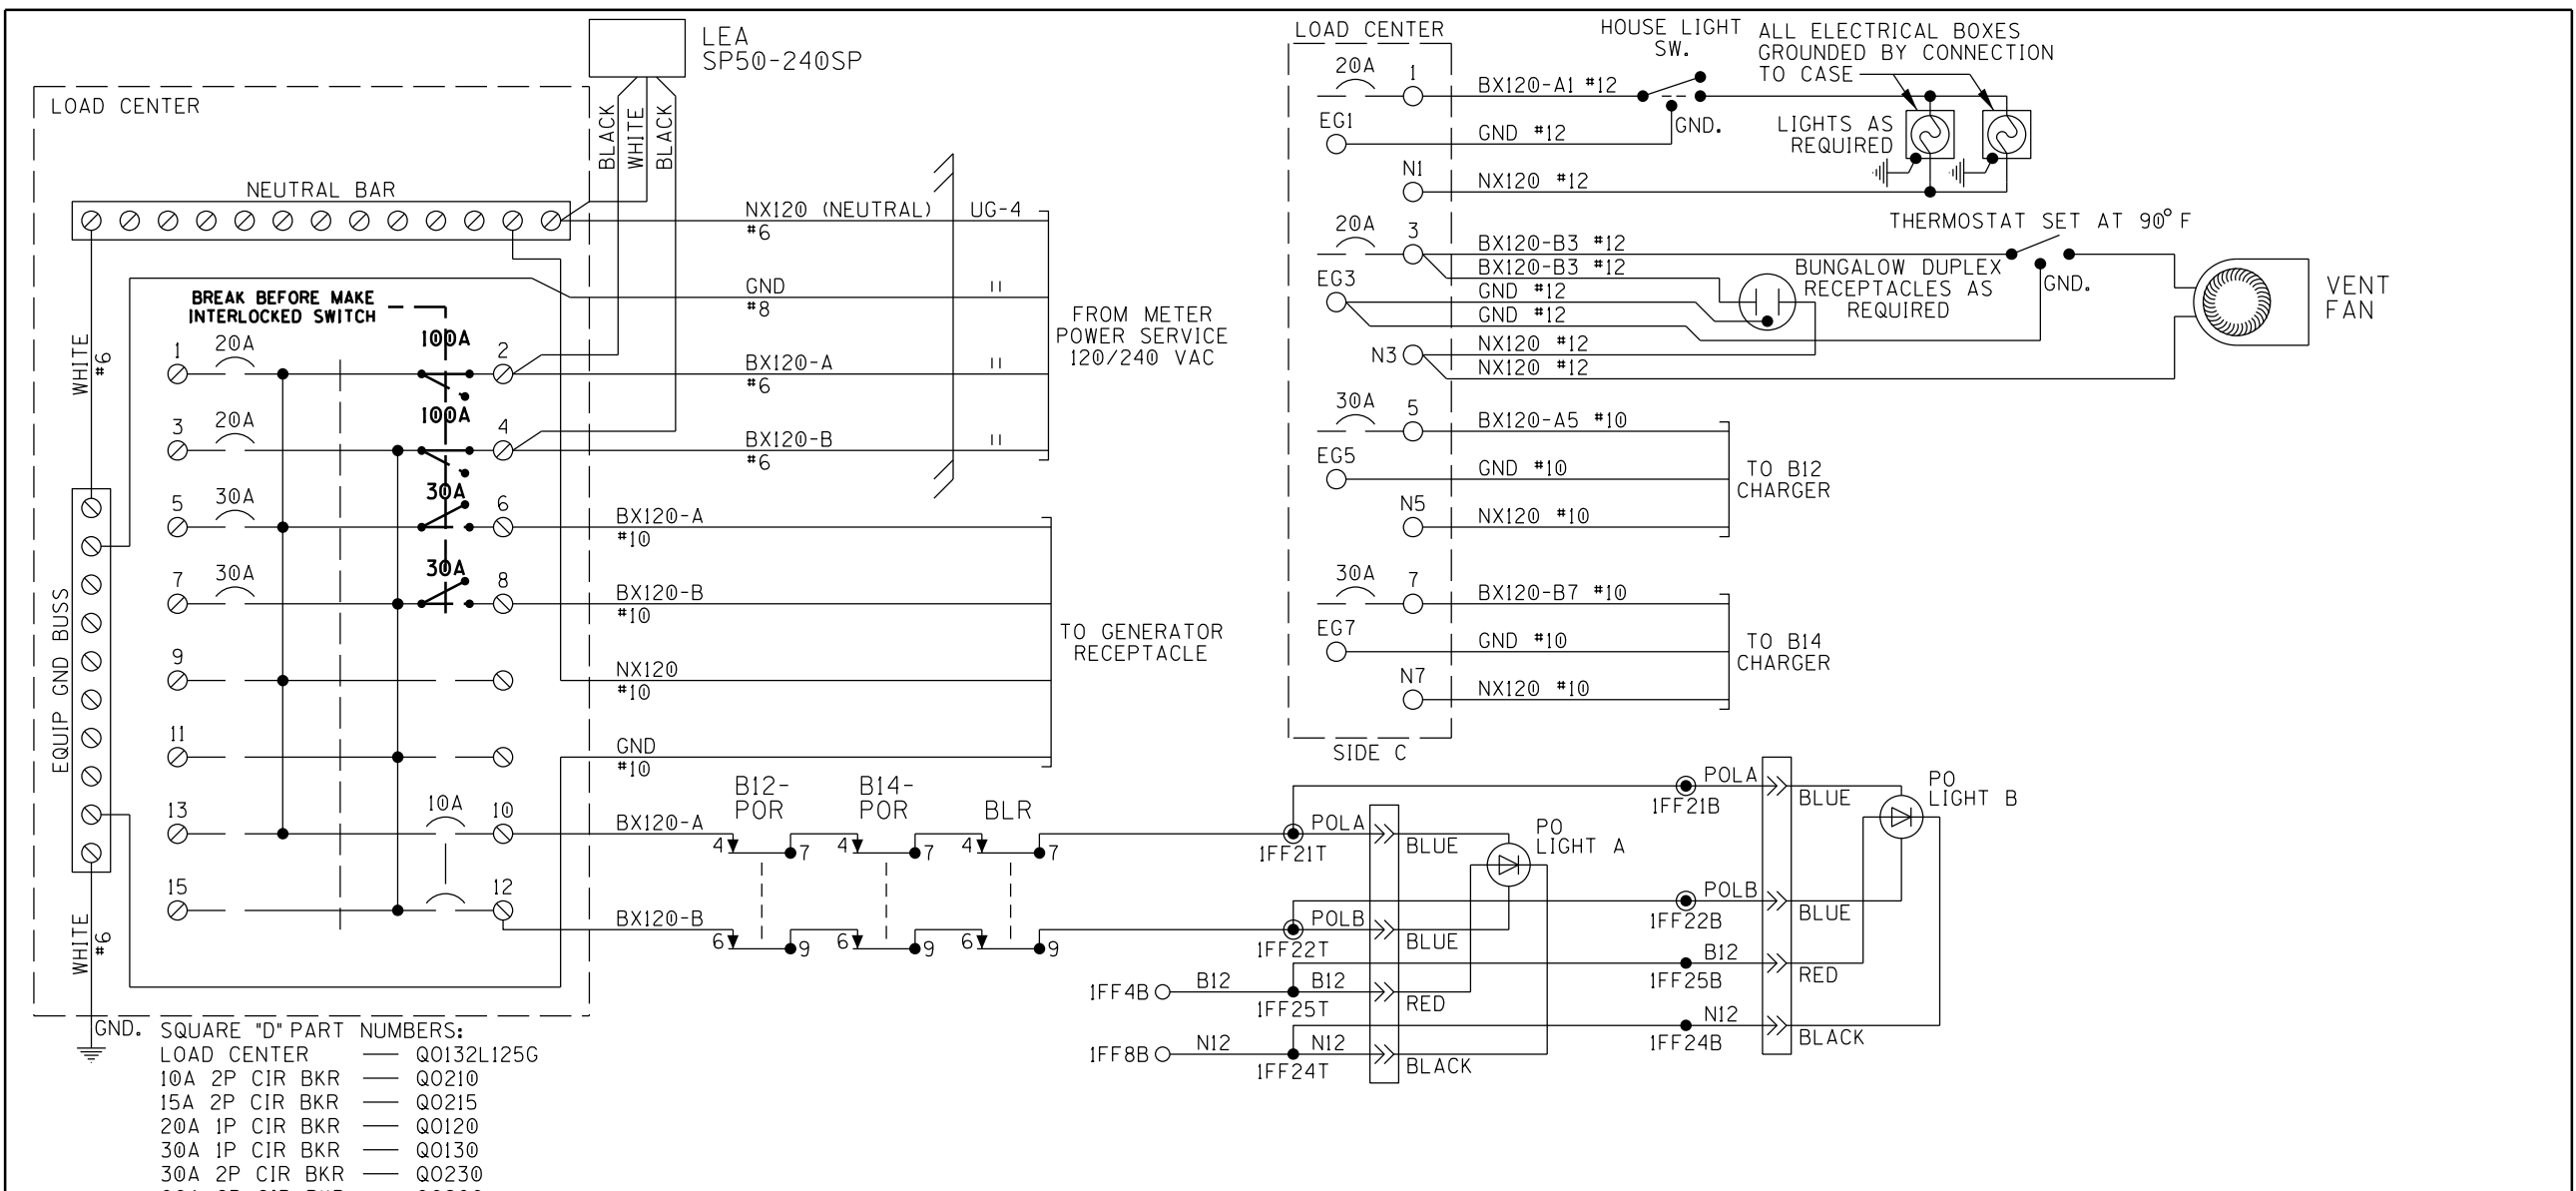 LEA
SP50-240SP
LOAD CENTER
BLACK
WHITE
BLACK
NEUTRAL BAR
NX120 (NEUTRAL)
#6
UG-4
GND
#8
"
BREAK BEFORE MAKE
INTERLOCKED SWITCH
FROM METER
POWER SERVICE
120/240 VAC
WHITE
#6
1
20A
100A
2
BX120-A
#6
"
3
20A
100A
4
BX120-B
#6
"
5
30A
30A
6
BX120-A
#10
7
30A
30A
8
BX120-B
#10
EQUIP GND BUSS
TO GENERATOR
RECEPTACLE
9
NX120
#10
11
GND
#10
13
10A
10
BX120-A
15
12
BX120-B
WHITE
#6
GND.
B12-
POR
B14-
POR
BLR
4
7
4
7
4
7
6
9
6
9
6
9
SQUARE "D" PART NUMBERS:
LOAD CENTER — QO132L125G
10A 2P CIR BKR — QO210
15A 2P CIR BKR — QO215
20A 1P CIR BKR — QO120
30A 1P CIR BKR — QO130
30A 2P CIR BKR — QO230
LOAD CENTER
HOUSE LIGHT
SW.
ALL ELECTRICAL BOXES
GROUNDED BY CONNECTION
TO CASE
20A
1
BX120-A1 #12
EG1
GND #12
GND.
LIGHTS AS
REQUIRED
N1
NX120 #12
THERMOSTAT SET AT 90° F
20A
3
BX120-B3 #12
BX120-B3 #12
EG3
GND #12
GND #12
BUNGALOW DUPLEX
RECEPTACLES AS
REQUIRED
GND.
VENT
FAN
N3
NX120 #12
NX120 #12
30A
5
BX120-A5 #10
EG5
GND #10
TO B12
CHARGER
N5
NX120 #10
30A
7
BX120-B7 #10
EG7
GND #10
TO B14
CHARGER
N7
NX120 #10
SIDE C
POLA
1FF21B
BLUE
PO
LIGHT B
POLA
1FF21T
BLUE
PO
LIGHT A
POLB
1FF22B
BLUE
POLB
1FF22T
BLUE
B12
1FF25B
RED
1FF4B
B12
B12
1FF25T
RED
N12
1FF24B
BLACK
1FF8B
N12
N12
1FF24T
BLACK